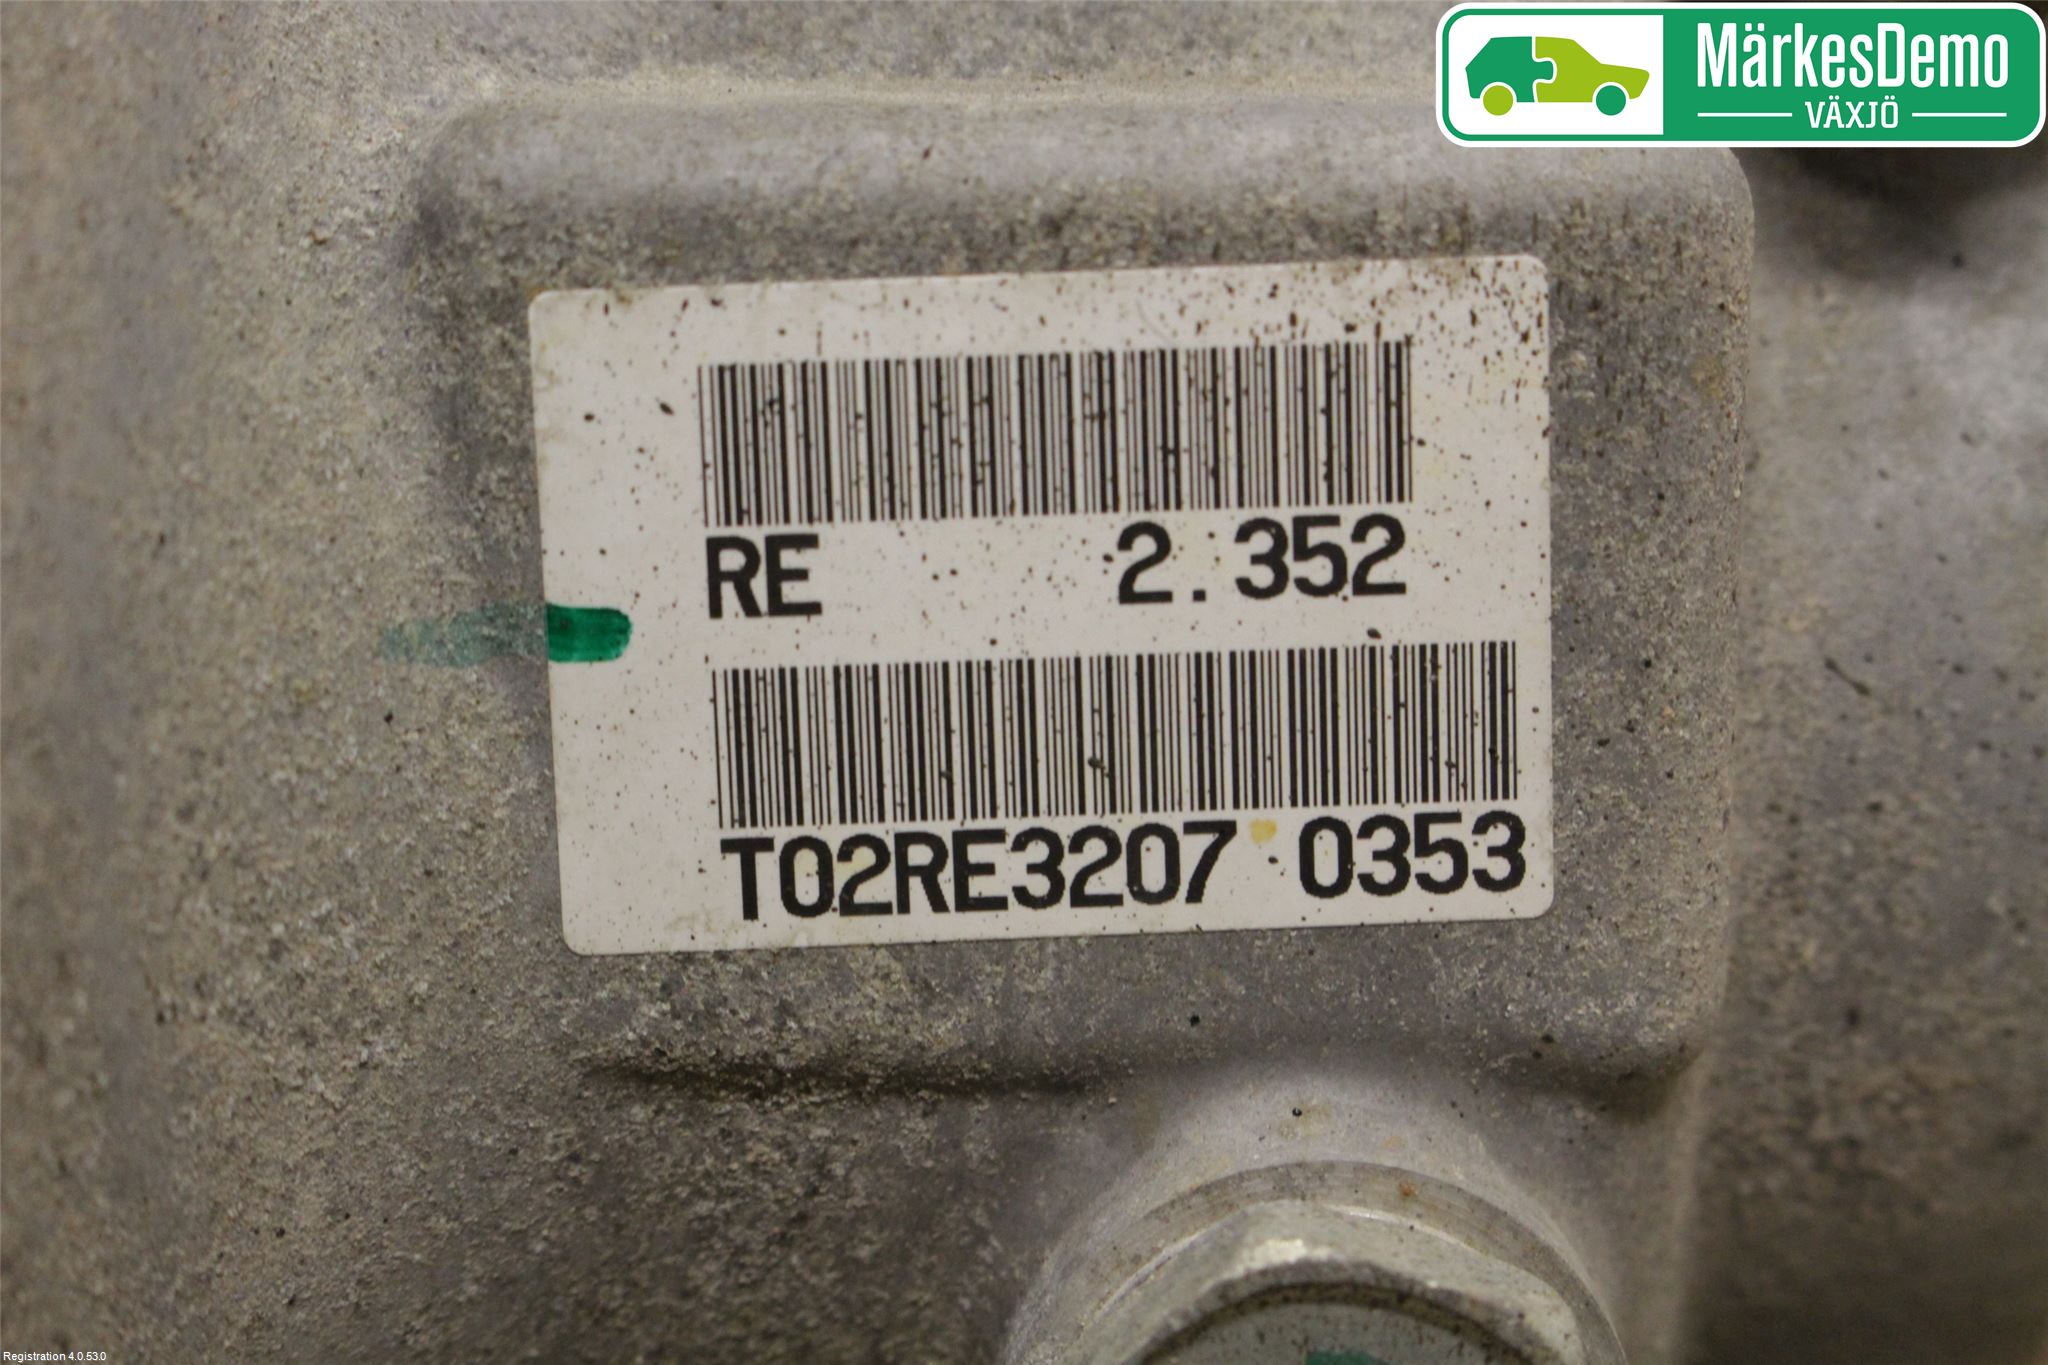 MärkesDemo
VÄXJÖ
RE 2.352
T02RE3207 0353
Registration 4.0.53.0